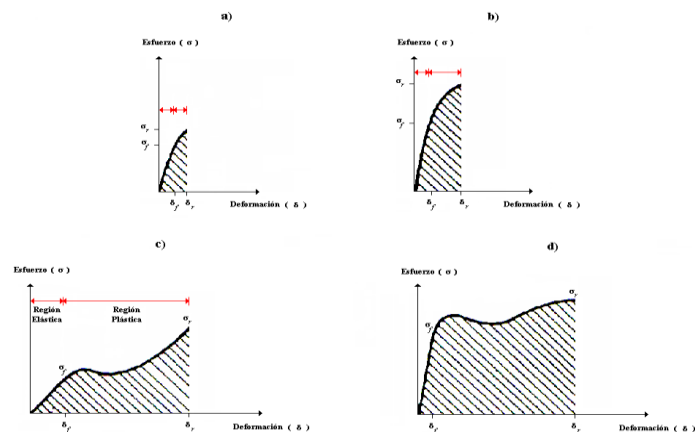 a)
Esfuerzo ( σ )
σr
σf
δf δr
Deformación ( δ )
b)
Esfuerzo ( σ )
σr
σf
δf δr
Deformación ( δ )
c)
Esfuerzo ( σ )
Región Elástica
Región Plástica
σr
σf
δf δr
Deformación ( δ )
d)
Esfuerzo ( σ )
σr
σf
δf δr
Deformación ( δ )